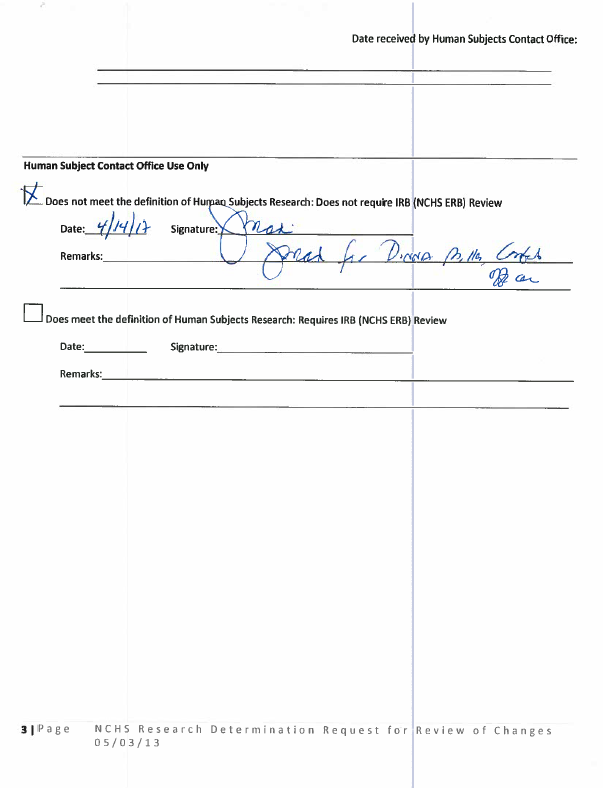 Date received by Human Subjects Contact Office:
Human Subject Contact Office Use Only
X Does not meet the definition of Human Subjects Research: Does not require IRB (NCHS ERB) Review
Date: 4/14/17 Signature:
Remarks: for
Does meet the definition of Human Subjects Research: Requires IRB (NCHS ERB) Review
Date: Signature:
Remarks:
3 | Page NCHS Research Determination Request for Review of Changes
05/03/13